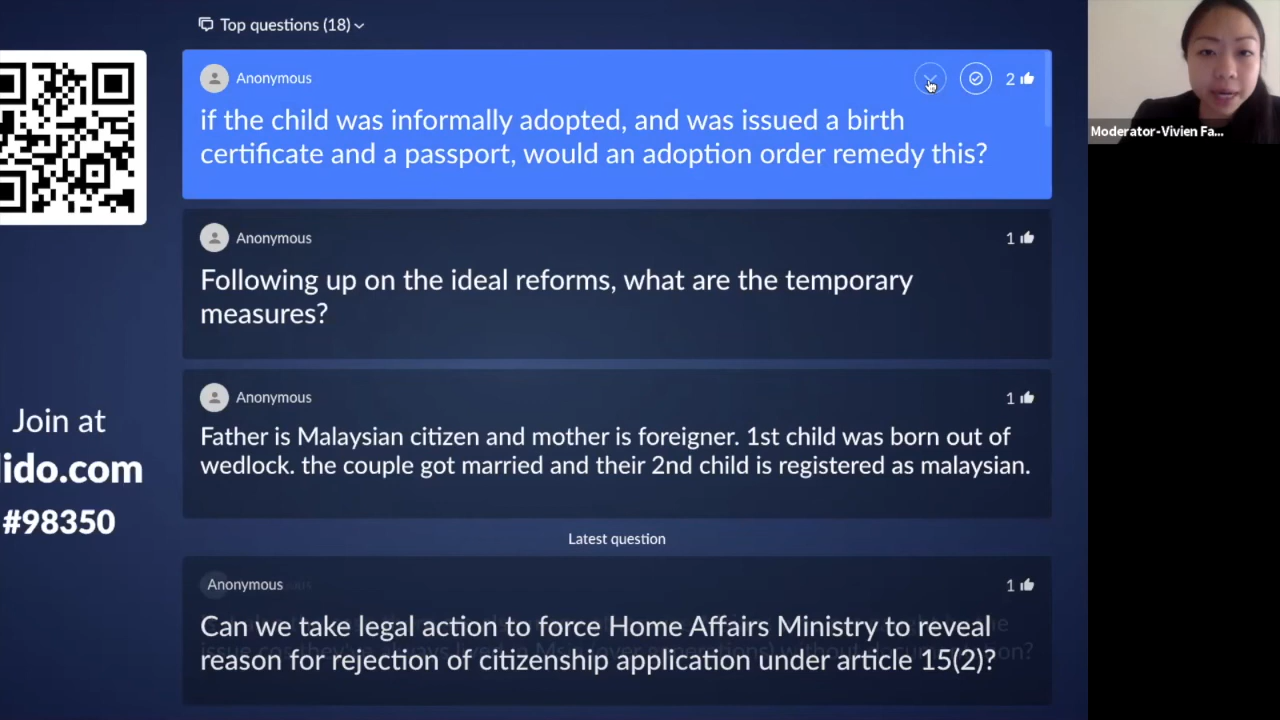 Top questions (18)
Anonymous
2
if the child was informally adopted, and was issued a birth
certificate and a passport, would an adoption order remedy this?
Anonymous
1
Following up on the ideal reforms, what are the temporary
measures?
Anonymous
1
Father is Malaysian citizen and mother is foreigner. 1st child was born out of
wedlock. the couple got married and their 2nd child is registered as malaysian.
Latest question
Anonymous
1
Can we take legal action to force Home Affairs Ministry to reveal
reason for rejection of citizenship application under article 15(2)?
Join at
lido.com
#98350
Moderator-Vivien Fa...